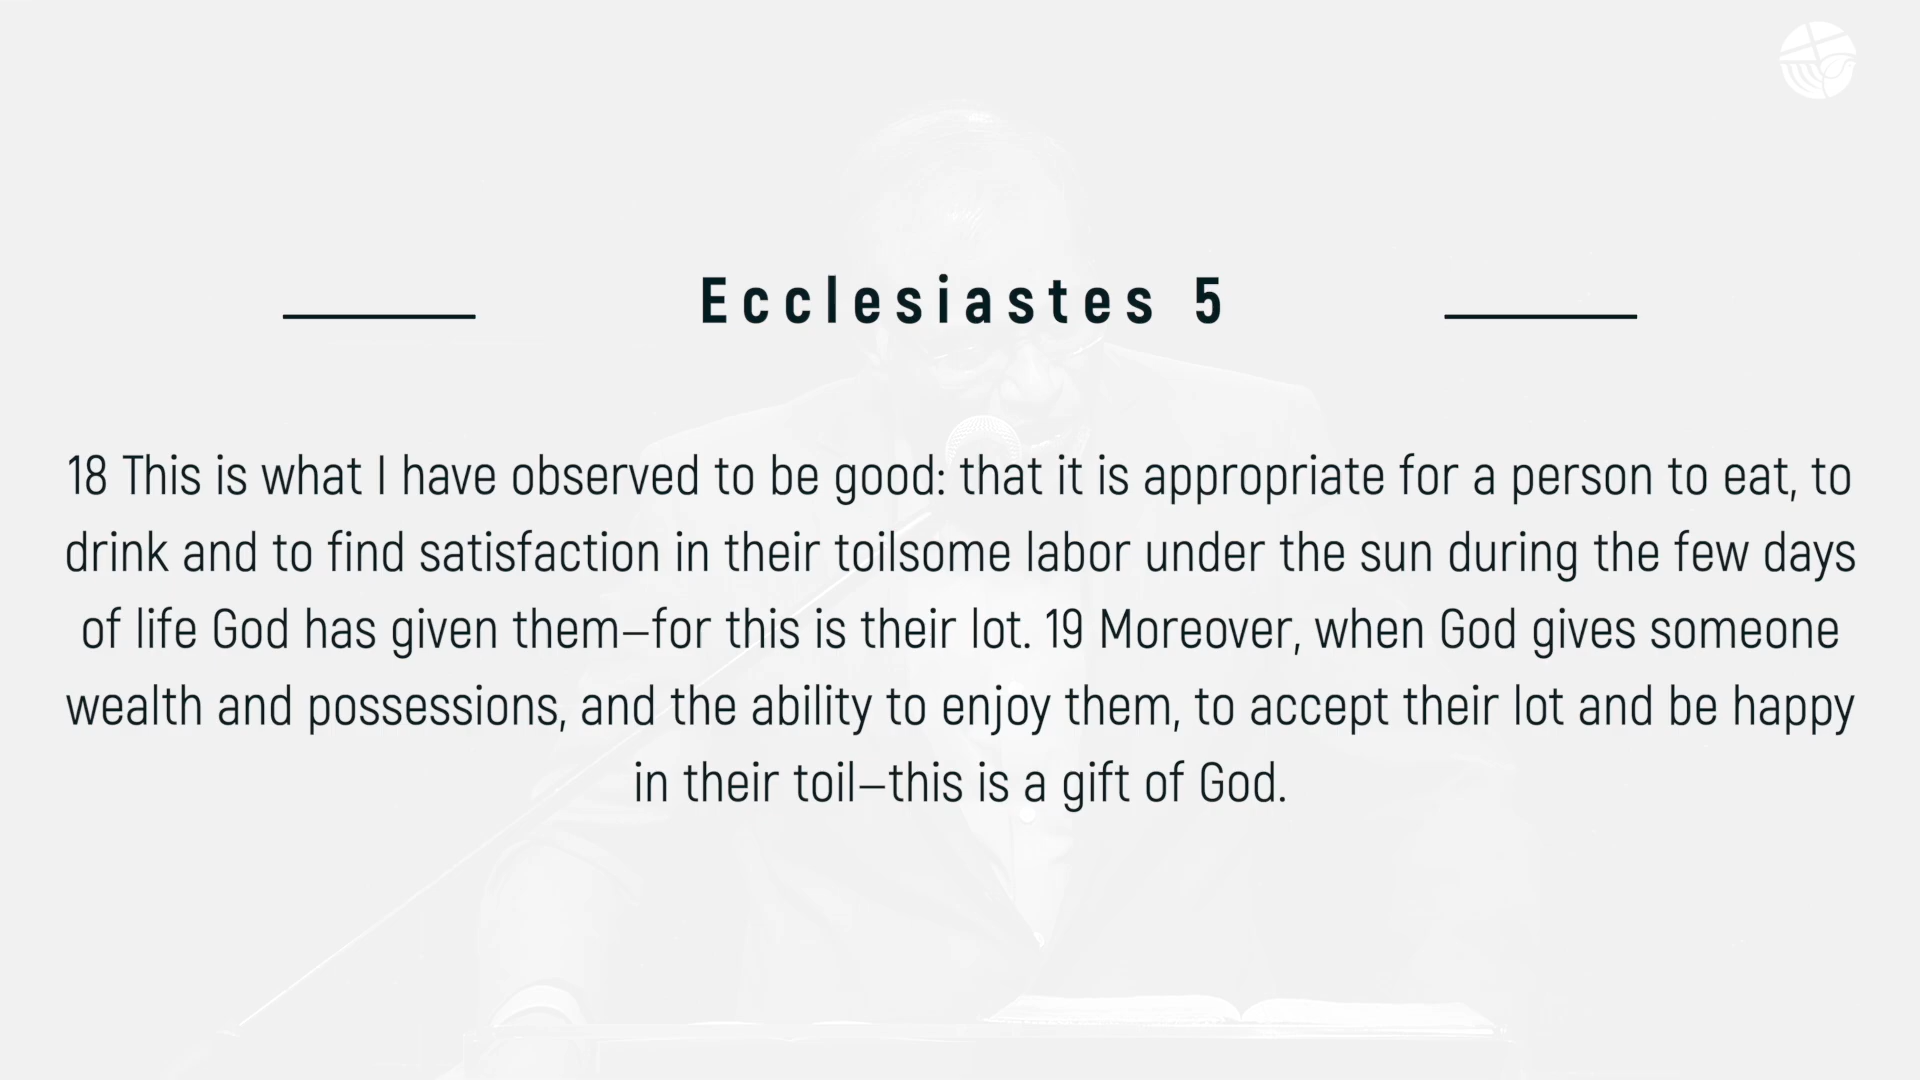 Ecclesiastes 5
18 This is what I have observed to be good: that it is appropriate for a person to eat, to
drink and to find satisfaction in their toilsome labor under the sun during the few days
of life God has given them—for this is their lot. 19 Moreover, when God gives someone
wealth and possessions, and the ability to enjoy them, to accept their lot and be happy
in their toil—this is a gift of God.